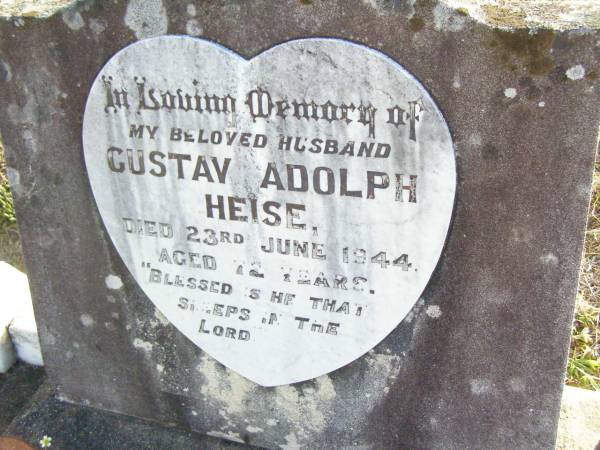 In Loving Memory of
MY BELOVED HUSBAND
GUSTAV ADOLPH
HEISE,
DIED 23RD JUNE 1944.
AGED 72 YEARS.
"BLESSED IS HE THAT
SLEEPS IN THE
LORD